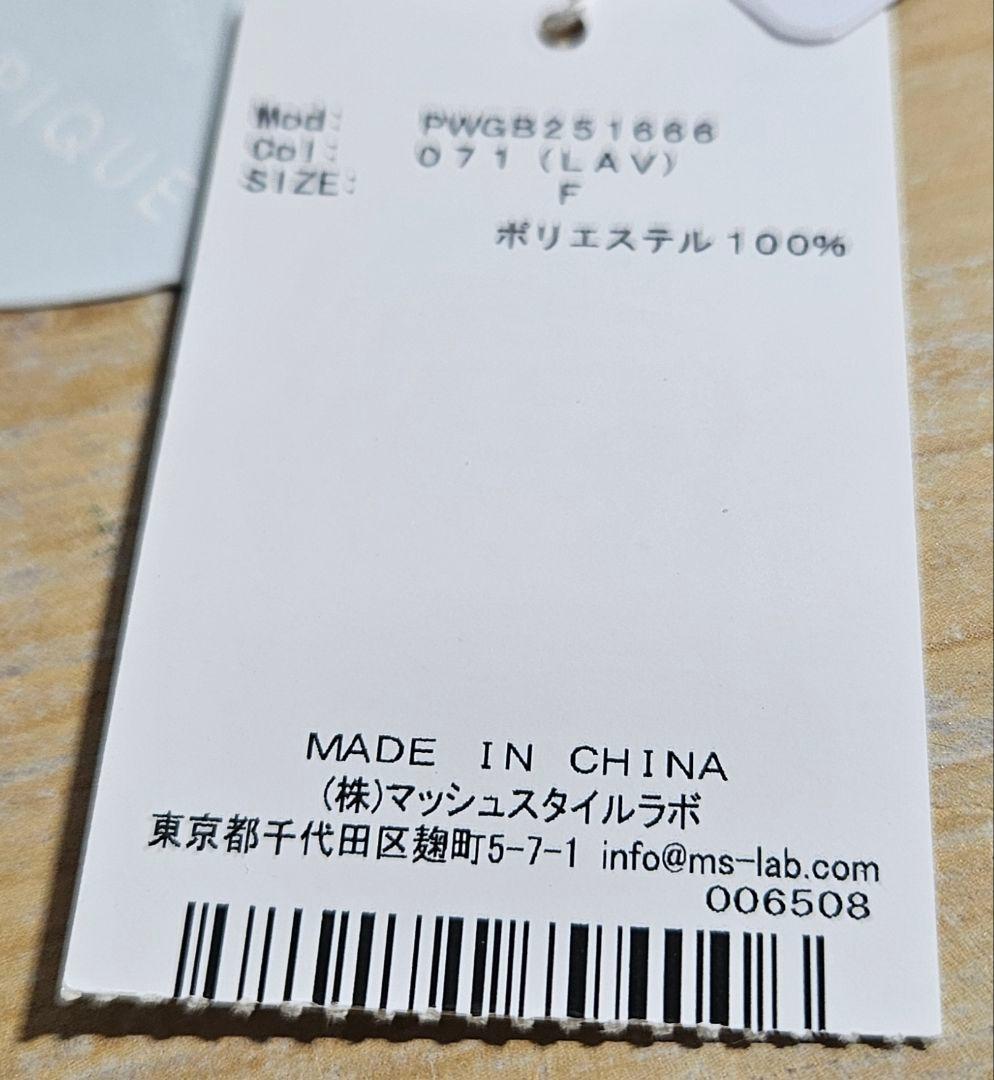 PIQUE
Mod: PWGB251666
Col: 071(LAV)
SIZE: F
ポリエステル100%
MADE IN CHINA
(株)マッシュスタイルラボ
東京都千代田区麹町5-7-1 info@ms-lab.com
006508